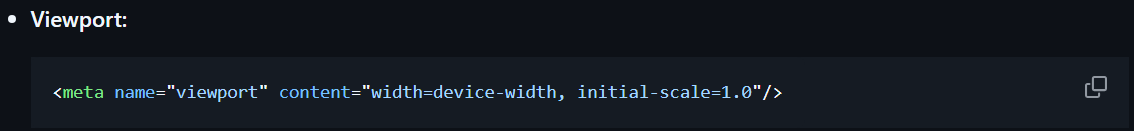 Viewport:
<meta name="viewport" content="width=device-width, initial-scale=1.0"/>